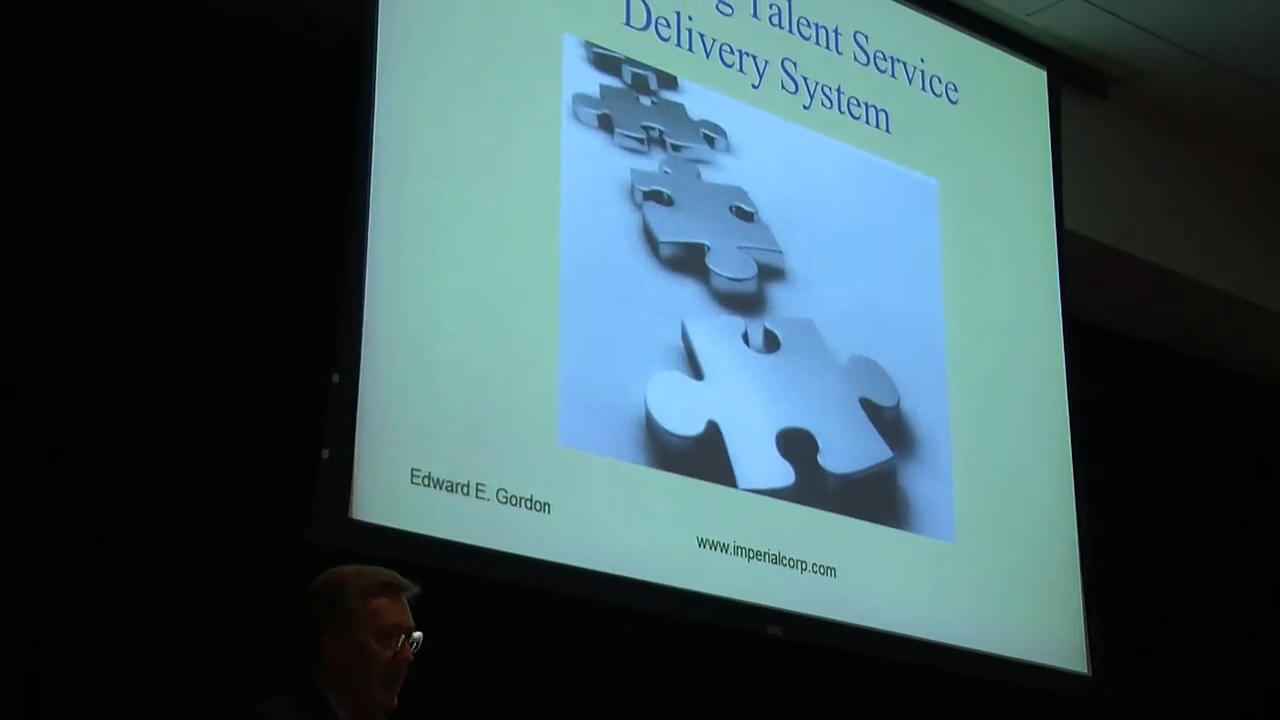 Talent Service
Delivery System
Edward E. Gordon
www.imperialcorp.com